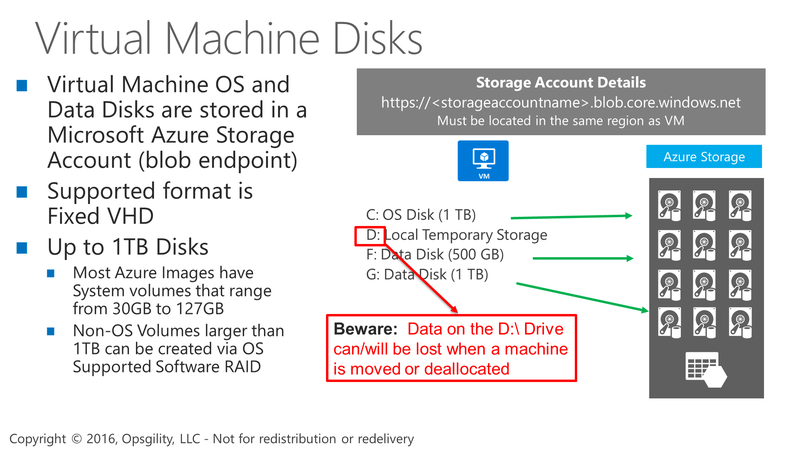 Virtual Machine Disks
Virtual Machine OS and
Data Disks are stored in a
Microsoft Azure Storage
Account (blob endpoint)
Supported format is
Fixed VHD
Up to 1TB Disks
Most Azure Images have
System volumes that range
from 30GB to 127GB
Non-OS Volumes larger than
1TB can be created via OS
Supported Software RAID
Storage Account Details
https://<storageaccountname>.blob.core.windows.net
Must be located in the same region as VM
VM
Azure Storage
C: OS Disk (1 TB)
D: Local Temporary Storage
F: Data Disk (500 GB)
G: Data Disk (1 TB)
Beware: Data on the D:\ Drive
can/will be lost when a machine
is moved or deallocated
Copyright © 2016, Opsgility, LLC - Not for redistribution or redelivery